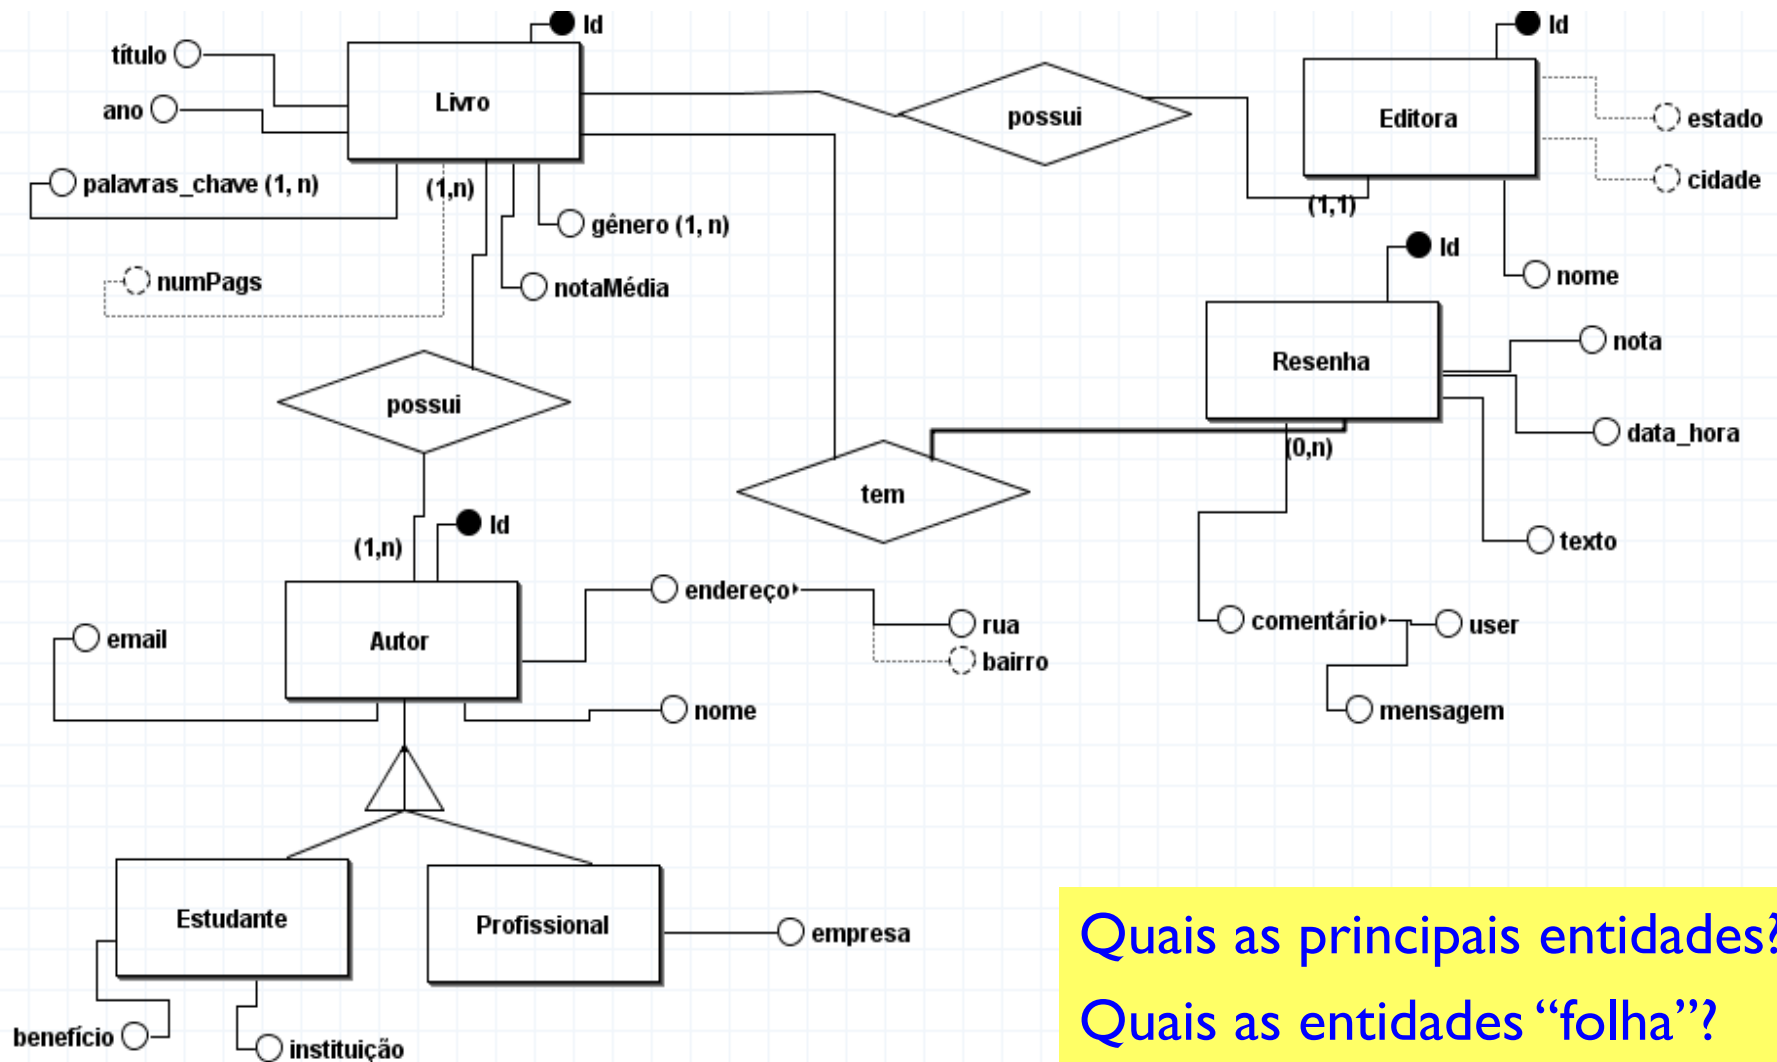 Id
título
ano
Livro
palavras_chave (1, n)
(1,n)
gênero (1, n)
numPags
notaMédia
possui
Id
Editora
estado
cidade
(1,1)
nome
Id
Resenha
nota
data_hora
(0,n)
texto
tem
comentário
user
mensagem
possui
(1,n)
Id
Autor
email
endereço
rua
bairro
nome
Estudante
Profissional
empresa
benefício
instituição
Quais as principais entidades?
Quais as entidades “folha”?